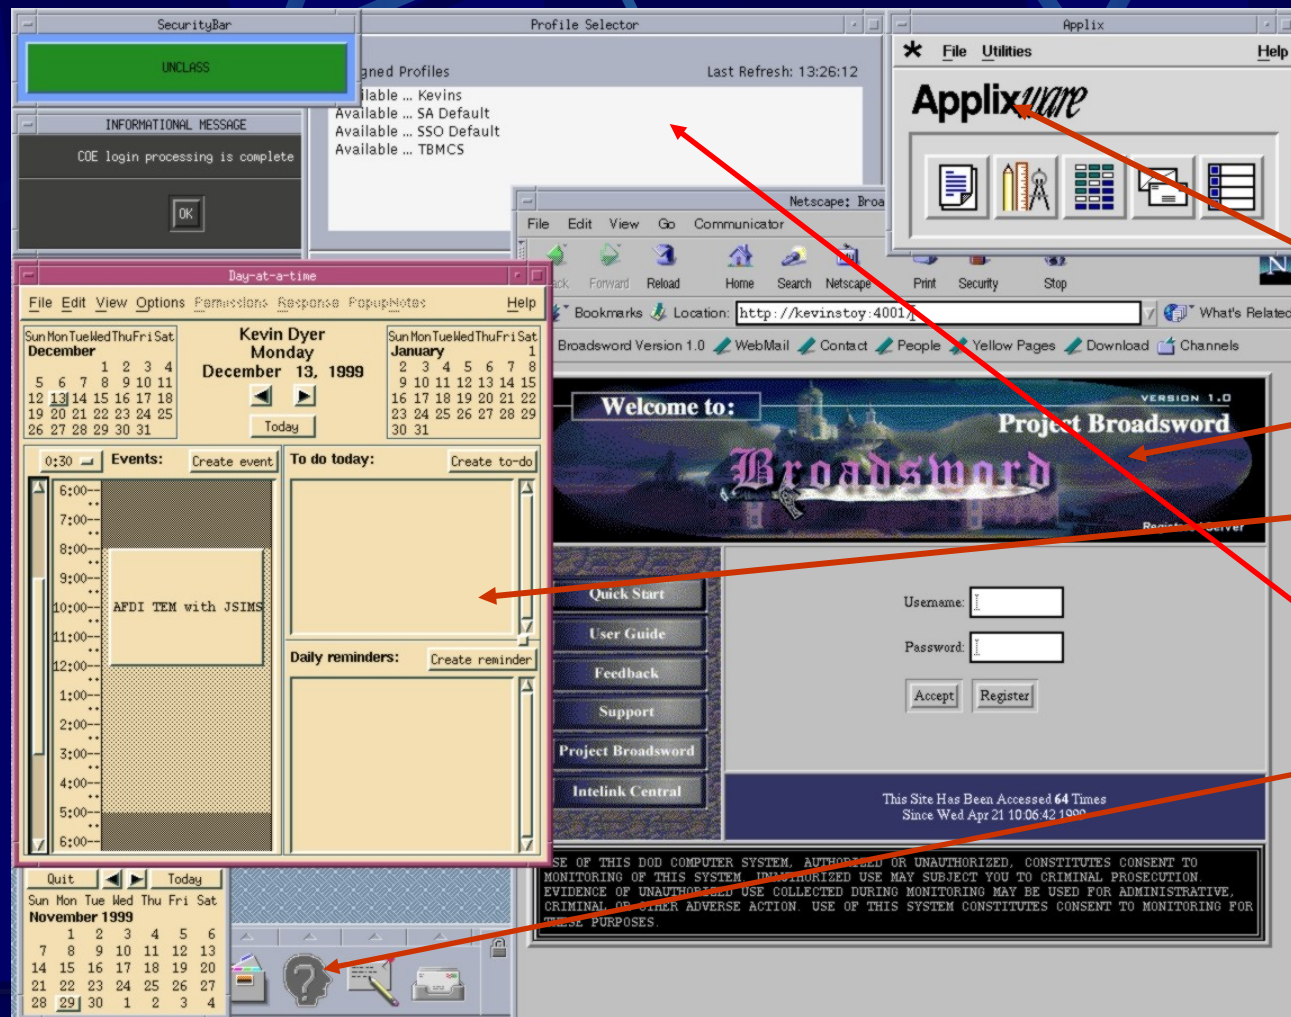 SecurityBar
UNCLASS
Profile Selector
gned Profiles
Last Refresh: 13:26:12
ilable ... Kevins
Available ... SA Default
Available ... SSO Default
Available ... TBMCS
INFORMATIONAL MESSAGE
COE login processing is complete
OK
Applix
File Utilities Help
Applixware
Netscape: Broa
File Edit View Go Communicator
ack Forward Reload Home Search Netscape Print Security Stop
N
Bookmarks Location: http://kevinstoy:4001/ What's Related
Broadsword Version 1.0 WebMail Contact People Yellow Pages Download Channels
Day-at-a-time
File Edit View Options Permissions Response PopupNotes Help
Sun Mon Tue Wed Thu Fri Sat
December
1 2 3 4
5 6 7 8 9 10 11
12 13 14 15 16 17 18
19 20 21 22 23 24 25
26 27 28 29 30 31
Kevin Dyer
Monday
December 13, 1999
Today
Sun Mon Tue Wed Thu Fri Sat
January 1
2 3 4 5 6 7 8
9 10 11 12 13 14 15
16 17 18 19 20 21 22
23 24 25 26 27 28 29
30 31
0:30 Events: Create event
6:00
7:00
8:00
9:00
10:00 AFDI TEM with JSIMS
11:00
12:00
1:00
2:00
3:00
4:00
5:00
6:00
To do today: Create to-do
Daily reminders: Create reminder
Welcome to:
VERSION 1.0
Project Broadsword
Broadsword
Server
Quick Start
User Guide
Feedback
Support
Project Broadsword
Intelink Central
Username:
Password:
Accept Register
This Site Has Been Accessed 64 Times
Since Wed Apr 21 10:06:42 1999
SE OF THIS DOD COMPUTER SYSTEM, AUTHORIZED OR UNAUTHORIZED, CONSTITUTES CONSENT TO
MONITORING OF THIS SYSTEM. UNAUTHORIZED USE MAY SUBJECT YOU TO CRIMINAL PROSECUTION.
EVIDENCE OF UNAUTHORIZED USE COLLECTED DURING MONITORING MAY BE USED FOR ADMINISTRATIVE,
CRIMINAL OR OTHER ADVERSE ACTION. USE OF THIS SYSTEM CONSTITUTES CONSENT TO MONITORING FOR
THESE PURPOSES.
Quit Today
Sun Mon Tue Wed Thu Fri Sat
November 1999
1 2 3 4 5 6
7 8 9 10 11 12 13
14 15 16 17 18 19 20
21 22 23 24 25 26 27
28 29 30 1 2 3 4